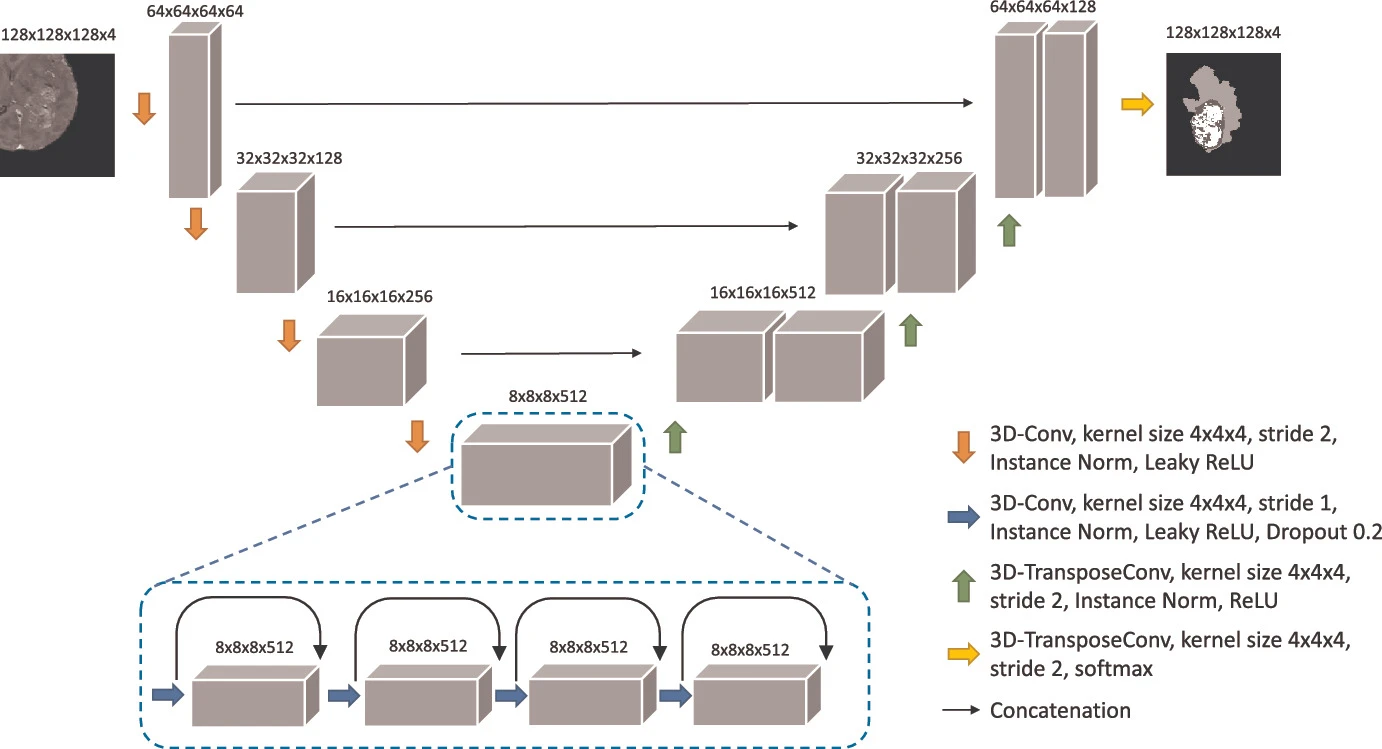 64x64x64x64
64x64x64x128
128x128x128x4
128x128x128x4
32x32x32x128
32x32x32x256
16x16x16x256
16x16x16x512
8x8x8x512
3D-Conv, kernel size 4x4x4, stride 2,
Instance Norm, Leaky ReLU
3D-Conv, kernel size 4x4x4, stride 1,
Instance Norm, Leaky ReLU, Dropout 0.2
3D-TransposeConv, kernel size 4x4x4,
stride 2, Instance Norm, ReLU
3D-TransposeConv, kernel size 4x4x4,
stride 2, softmax
Concatenation
8x8x8x512
8x8x8x512
8x8x8x512
8x8x8x512